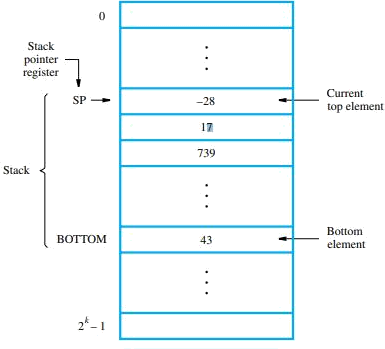 0
Stack
pointer
register
SP
–28
Current
top element
17
739
Stack
BOTTOM
43
Bottom
element
2^k – 1